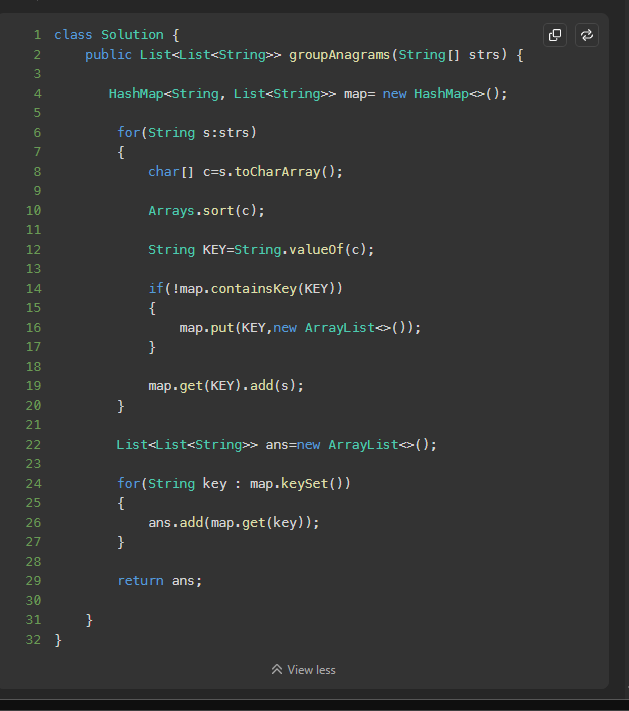 1 class Solution {
2 public List<List<String>> groupAnagrams(String[] strs) {
3
4 HashMap<String, List<String>> map= new HashMap<>();
5
6 for(String s:strs)
7 {
8 char[] c=s.toCharArray();
9
10 Arrays.sort(c);
11
12 String KEY=String.valueOf(c);
13
14 if(!map.containsKey(KEY))
15 {
16 map.put(KEY,new ArrayList<>());
17 }
18
19 map.get(KEY).add(s);
20 }
21
22 List<List<String>> ans=new ArrayList<>();
23
24 for(String key : map.keySet())
25 {
26 ans.add(map.get(key));
27 }
28
29 return ans;
30
31 }
32 }
View less